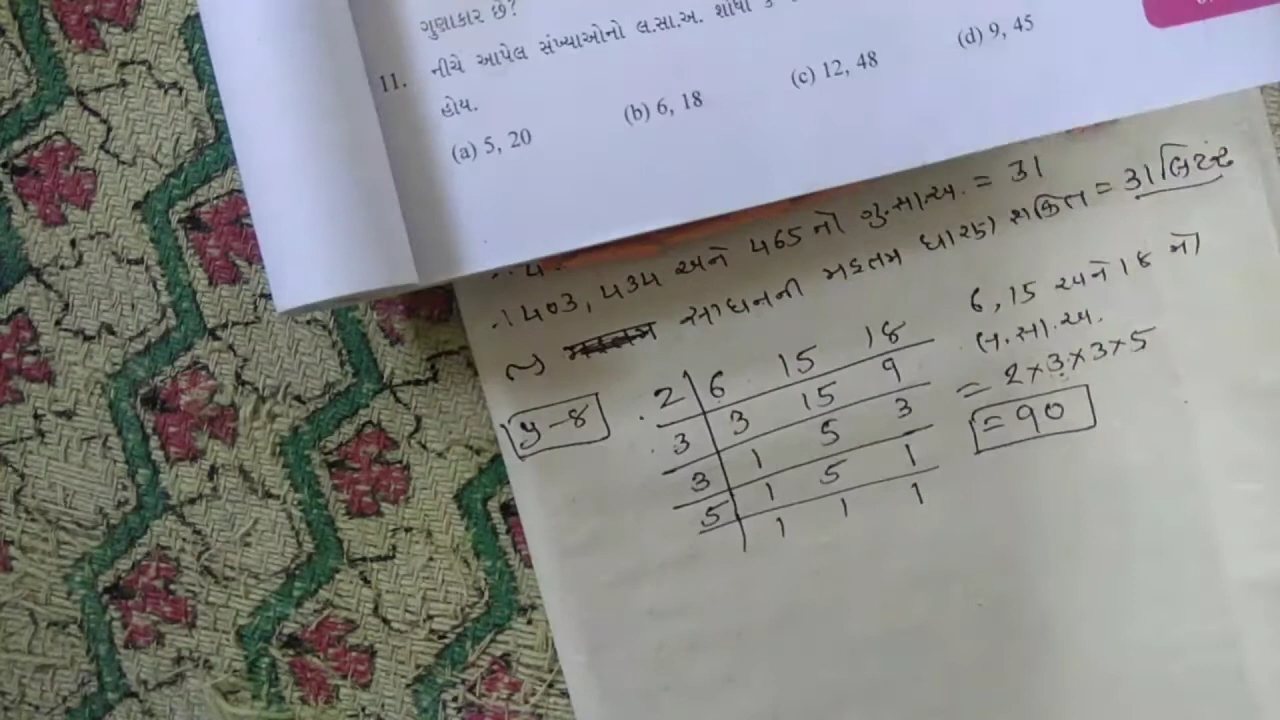 ગુણાકાર છે?
11. નીચે આપેલ સંખ્યાઓનો લ.સા.અ. શોધો
હોય.
(a) 5, 20 (b) 6, 18 (c) 12, 48 (d) 9, 45
403, ૫૩૫ અને ૫65 નો ગુ.સા.અ. = 31
સાધનની મહત્તમ ધારણ શક્તિ = 31 લિટર
પ્ર-8
2 6 15 18
3 3 15 9
3 1 5 3
5 1 5 1
1 1 1
6, 15 અને 18 નો
લ.સા.અ.
= 2×3×3×5
= 90